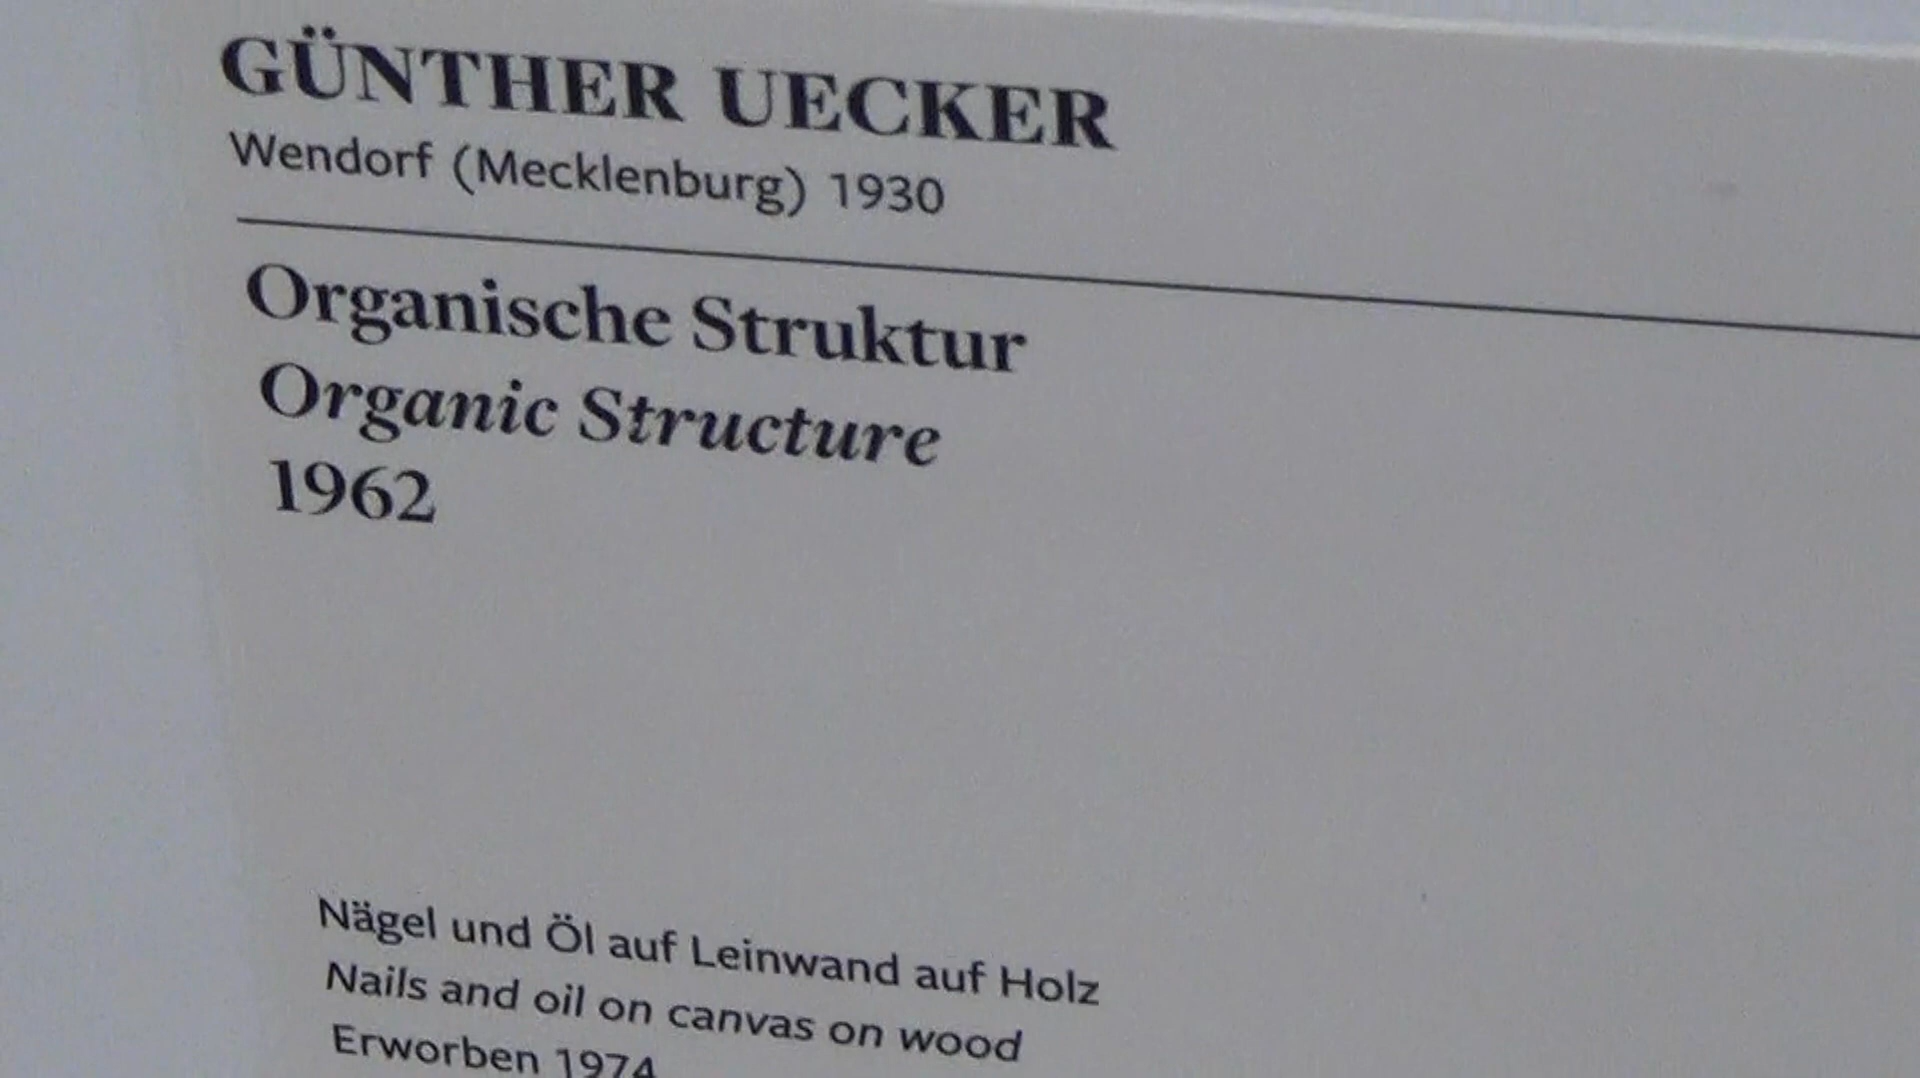 GÜNTHER UECKER
Wendorf (Mecklenburg) 1930
Organische Struktur
Organic Structure
1962
Nägel und Öl auf Leinwand auf Holz
Nails and oil on canvas on wood
Erworben 1974